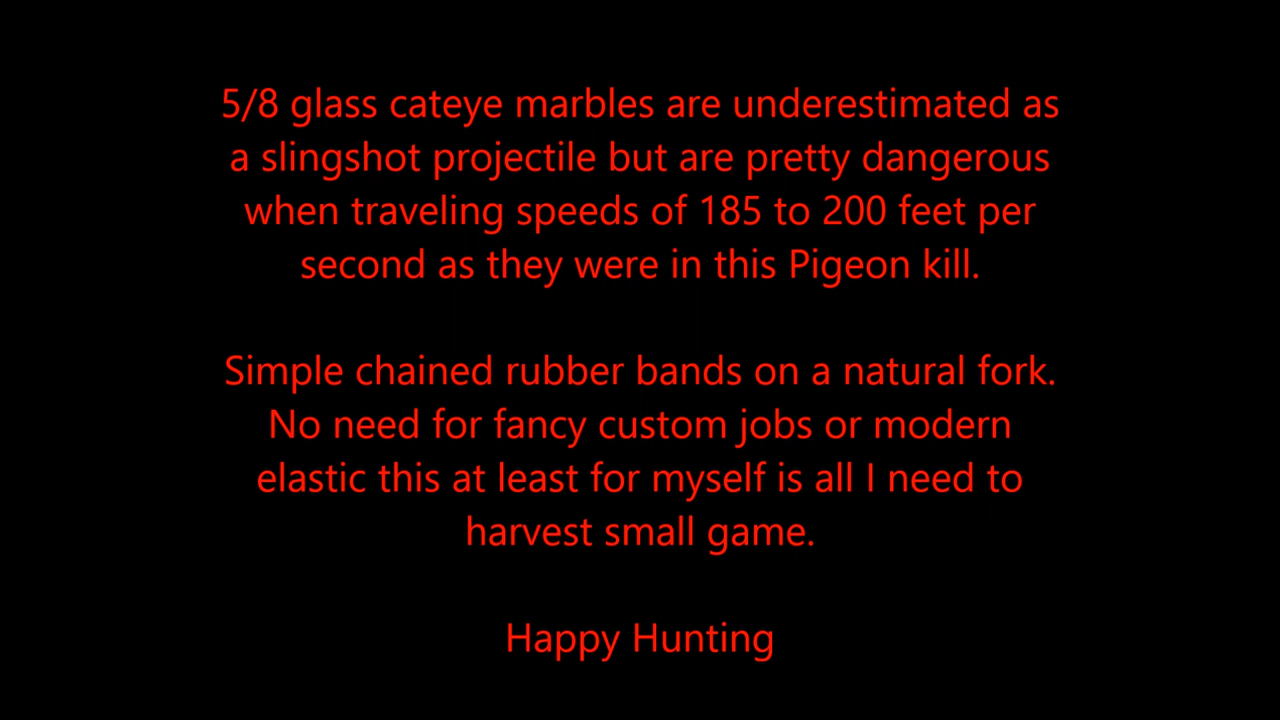 5/8 glass cateye marbles are underestimated as
a slingshot projectile but are pretty dangerous
when traveling speeds of 185 to 200 feet per
second as they were in this Pigeon kill.
Simple chained rubber bands on a natural fork.
No need for fancy custom jobs or modern
elastic this at least for myself is all I need to
harvest small game.
Happy Hunting